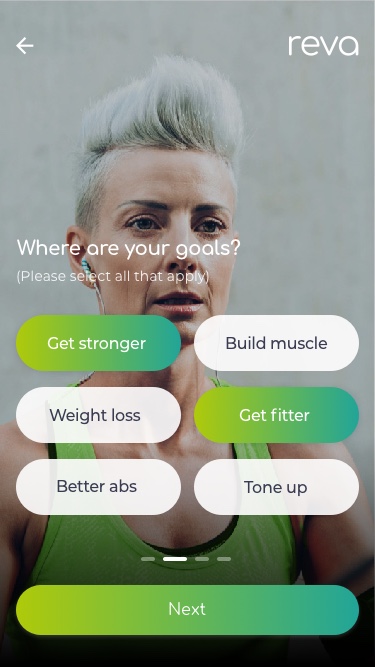 reva
Where are your goals?
(Please select all that apply)
Get stronger
Build muscle
Weight loss
Get fitter
Better abs
Tone up
Next